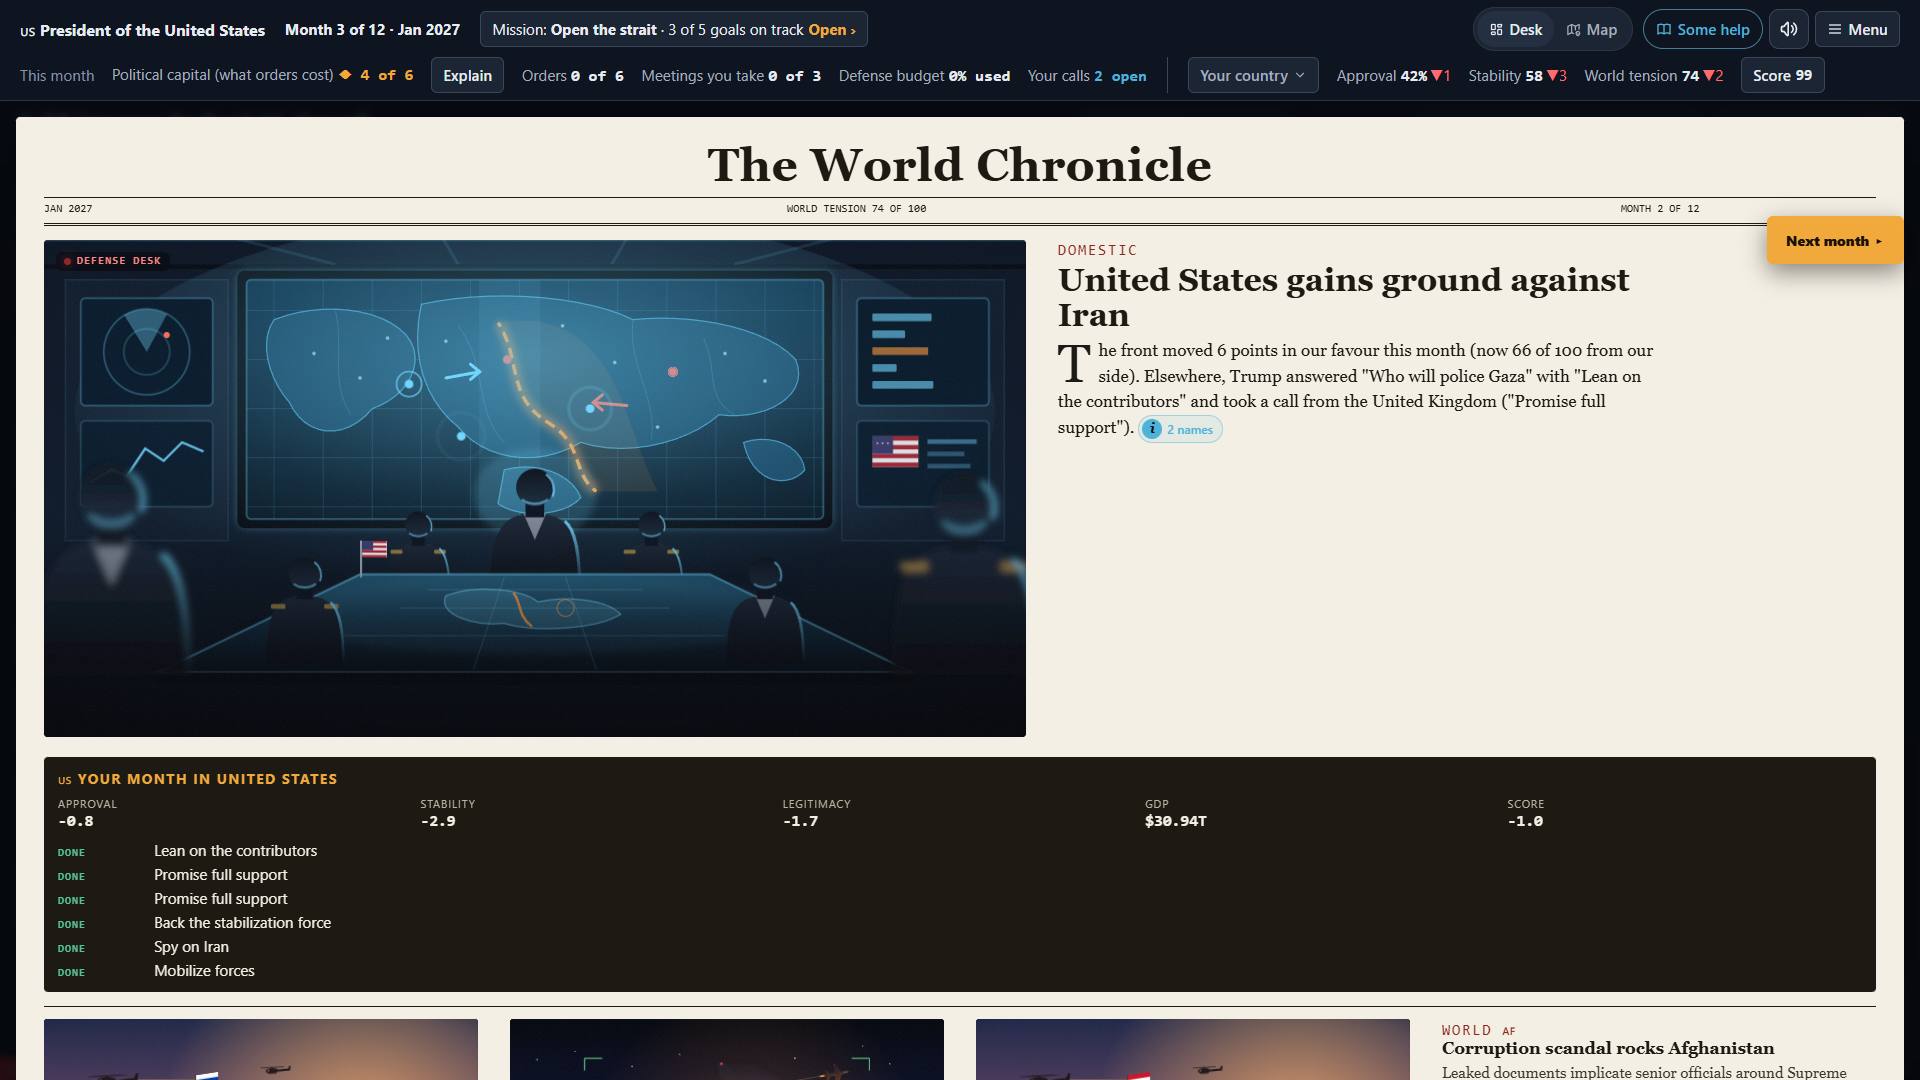 US President of the United States
Month 3 of 12 · Jan 2027
Mission: Open the strait · 3 of 5 goals on track Open ›
Desk
Map
Some help
Menu
This month
Political capital (what orders cost) 4 of 6
Explain
Orders 0 of 6
Meetings you take 0 of 3
Defense budget 0% used
Your calls 2 open
Your country
Approval 42% ▼1
Stability 58 ▼3
World tension 74 ▼2
Score 99
The World Chronicle
JAN 2027
WORLD TENSION 74 OF 100
MONTH 2 OF 12
Next month ▸
DEFENSE DESK
DOMESTIC
United States gains ground against
Iran
The front moved 6 points in our favour this month (now 66 of 100 from our
side). Elsewhere, Trump answered "Who will police Gaza" with "Lean on
the contributors" and took a call from the United Kingdom ("Promise full
support"). i 2 names
US YOUR MONTH IN UNITED STATES
APPROVAL
-0.8
STABILITY
-2.9
LEGITIMACY
-1.7
GDP
$30.94T
SCORE
-1.0
DONE Lean on the contributors
DONE Promise full support
DONE Promise full support
DONE Back the stabilization force
DONE Spy on Iran
DONE Mobilize forces
WORLD AF
Corruption scandal rocks Afghanistan
Leaked documents implicate senior officials around Supreme